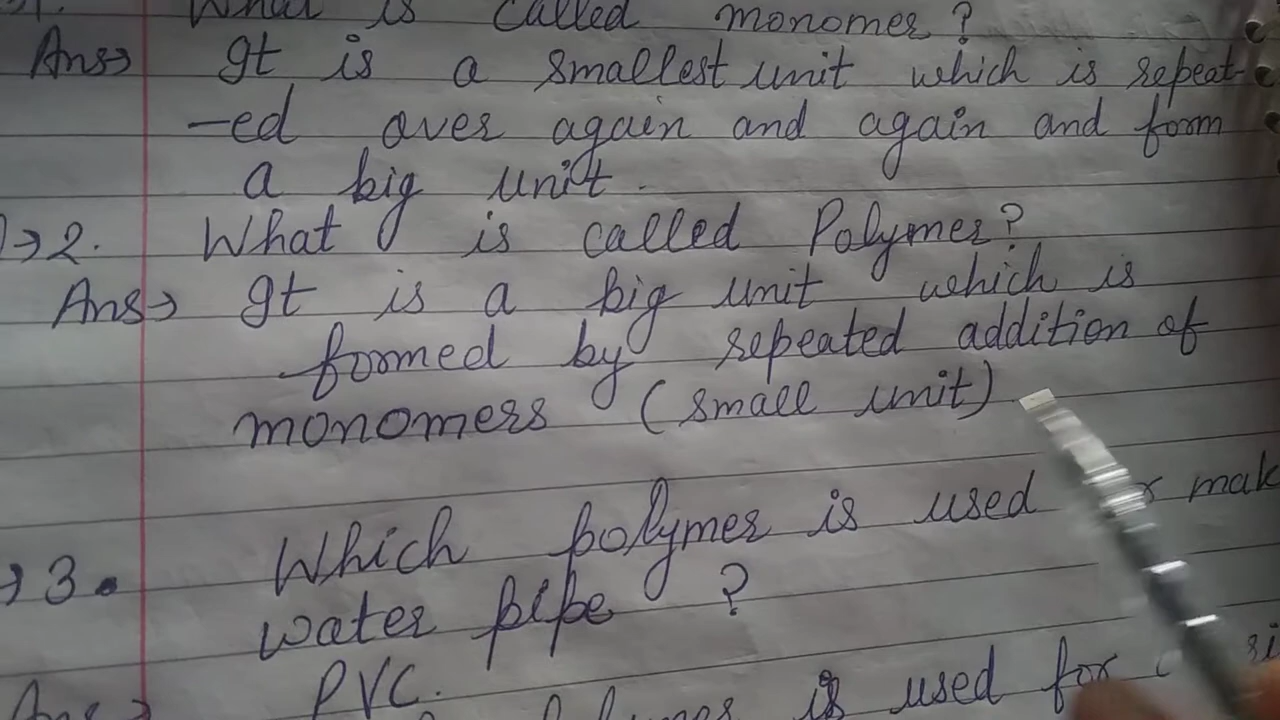 What is called monomer?
Ans→ It is a smallest unit which is repeat-
-ed over again and again and form
a big unit.
→2. What is called Polymer?
Ans→ It is a big unit which is
formed by repeated addition of
monomers (small unit)
→3. Which polymer is used mak
water pipe ?
Ans→ PVC.
is used for